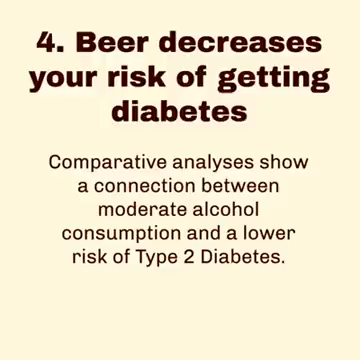 4. Beer decreases
your risk of getting
diabetes
Comparative analyses show
a connection between
moderate alcohol
consumption and a lower
risk of Type 2 Diabetes.